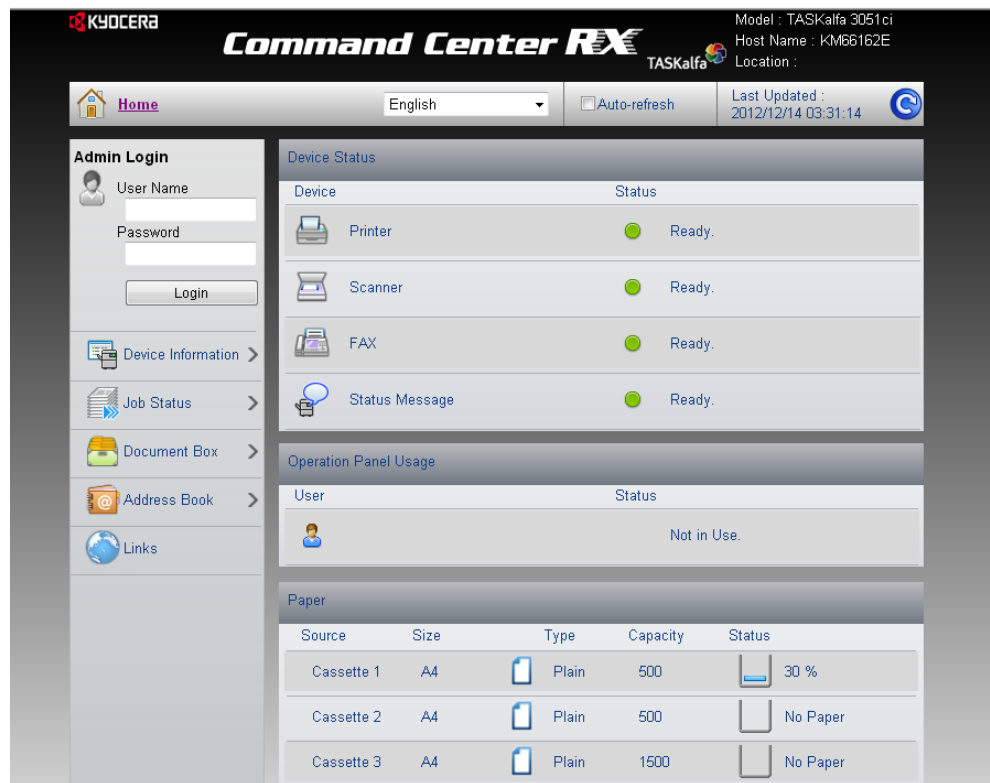 KYOCERA
Command Center RX
TASKalfa
Model : TASKalfa 3051ci
Host Name : KM66162E
Location :
Home
English
Auto-refresh
Last Updated :
2012/12/14 03:31:14
Admin Login
User Name
Password
Login
Device Information
Job Status
Document Box
Address Book
Links
Device Status
Device Status
Printer Ready.
Scanner Ready.
FAX Ready.
Status Message Ready.
Operation Panel Usage
User Status
Not in Use.
Paper
Source Size Type Capacity Status
Cassette 1 A4 Plain 500 30 %
Cassette 2 A4 Plain 500 No Paper
Cassette 3 A4 Plain 1500 No Paper